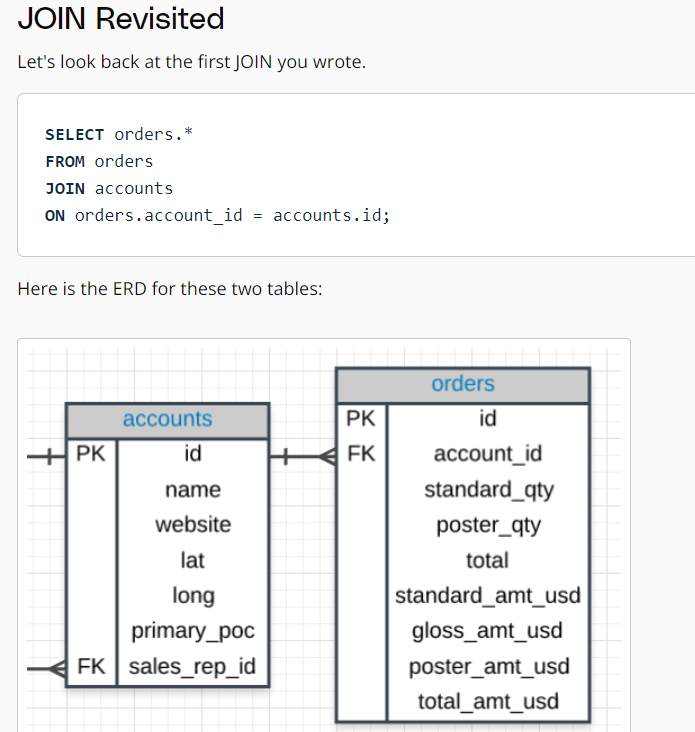 JOIN Revisited
Let's look back at the first JOIN you wrote.
SELECT orders.*
FROM orders
JOIN accounts
ON orders.account_id = accounts.id;
Here is the ERD for these two tables:
accounts
PK id
name
website
lat
long
primary_poc
FK sales_rep_id
orders
PK id
FK account_id
standard_qty
poster_qty
total
standard_amt_usd
gloss_amt_usd
poster_amt_usd
total_amt_usd